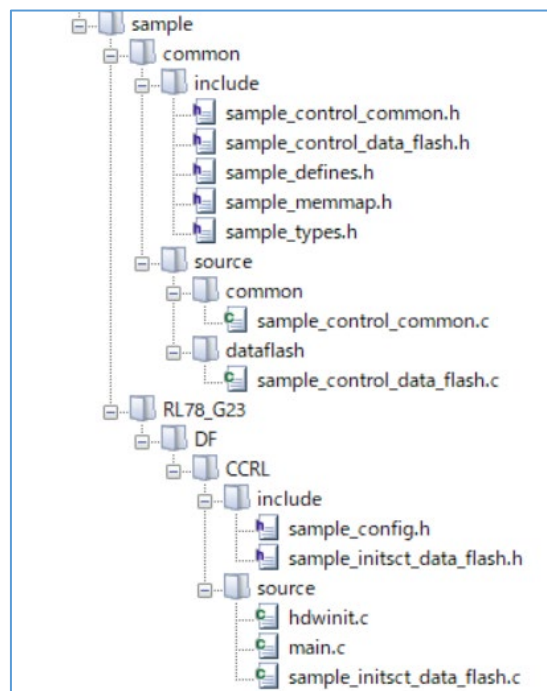 sample
common
include
sample_control_common.h
sample_control_data_flash.h
sample_defines.h
sample_memmap.h
sample_types.h
source
common
sample_control_common.c
dataflash
sample_control_data_flash.c
RL78_G23
DF
CCRL
include
sample_config.h
sample_initsct_data_flash.h
source
hdwinit.c
main.c
sample_initsct_data_flash.c